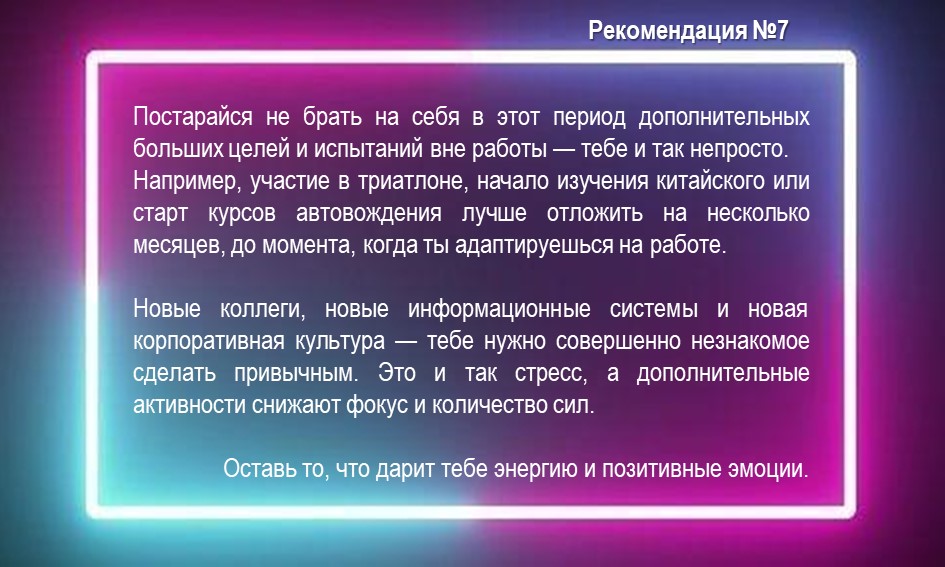 Рекомендация №7
Постарайся не брать на себя в этот период дополнительных
больших целей и испытаний вне работы — тебе и так непросто.
Например, участие в триатлоне, начало изучения китайского или
старт курсов автовождения лучше отложить на несколько
месяцев, до момента, когда ты адаптируешься на работе.
Новые коллеги, новые информационные системы и новая
корпоративная культура — тебе нужно совершенно незнакомое
сделать привычным. Это и так стресс, а дополнительные
активности снижают фокус и количество сил.
Оставь то, что дарит тебе энергию и позитивные эмоции.